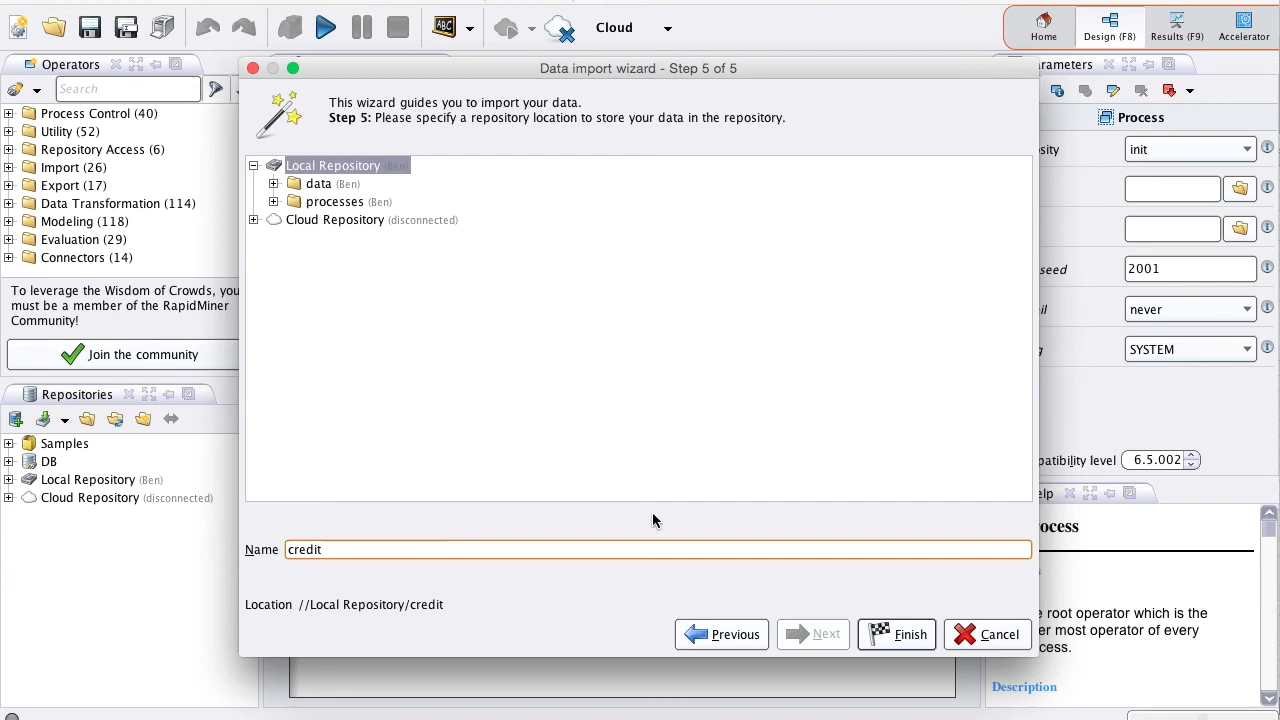 Cloud
Home
Design (F8)
Results (F9)
Accelerator
Operators
Data import wizard - Step 5 of 5
arameters
Search
This wizard guides you to import your data.
Step 5: Please specify a repository location to store your data in the repository.
Process
Process Control (40)
Utility (52)
Repository Access (6)
Import (26)
Export (17)
Data Transformation (114)
Modeling (118)
Evaluation (29)
Connectors (14)
Local Repository (Ben)
data (Ben)
processes (Ben)
Cloud Repository (disconnected)
osity
init
seed
2001
il
never
g
SYSTEM
To leverage the Wisdom of Crowds, you
must be a member of the RapidMiner
Community!
Join the community
Repositories
Samples
DB
Local Repository (Ben)
Cloud Repository (disconnected)
patibility level
6.5.002
elp
rocess
Name
credit
Location //Local Repository/credit
Previous
Next
Finish
Cancel
s
e root operator which is the
er most operator of every
cess.
Description